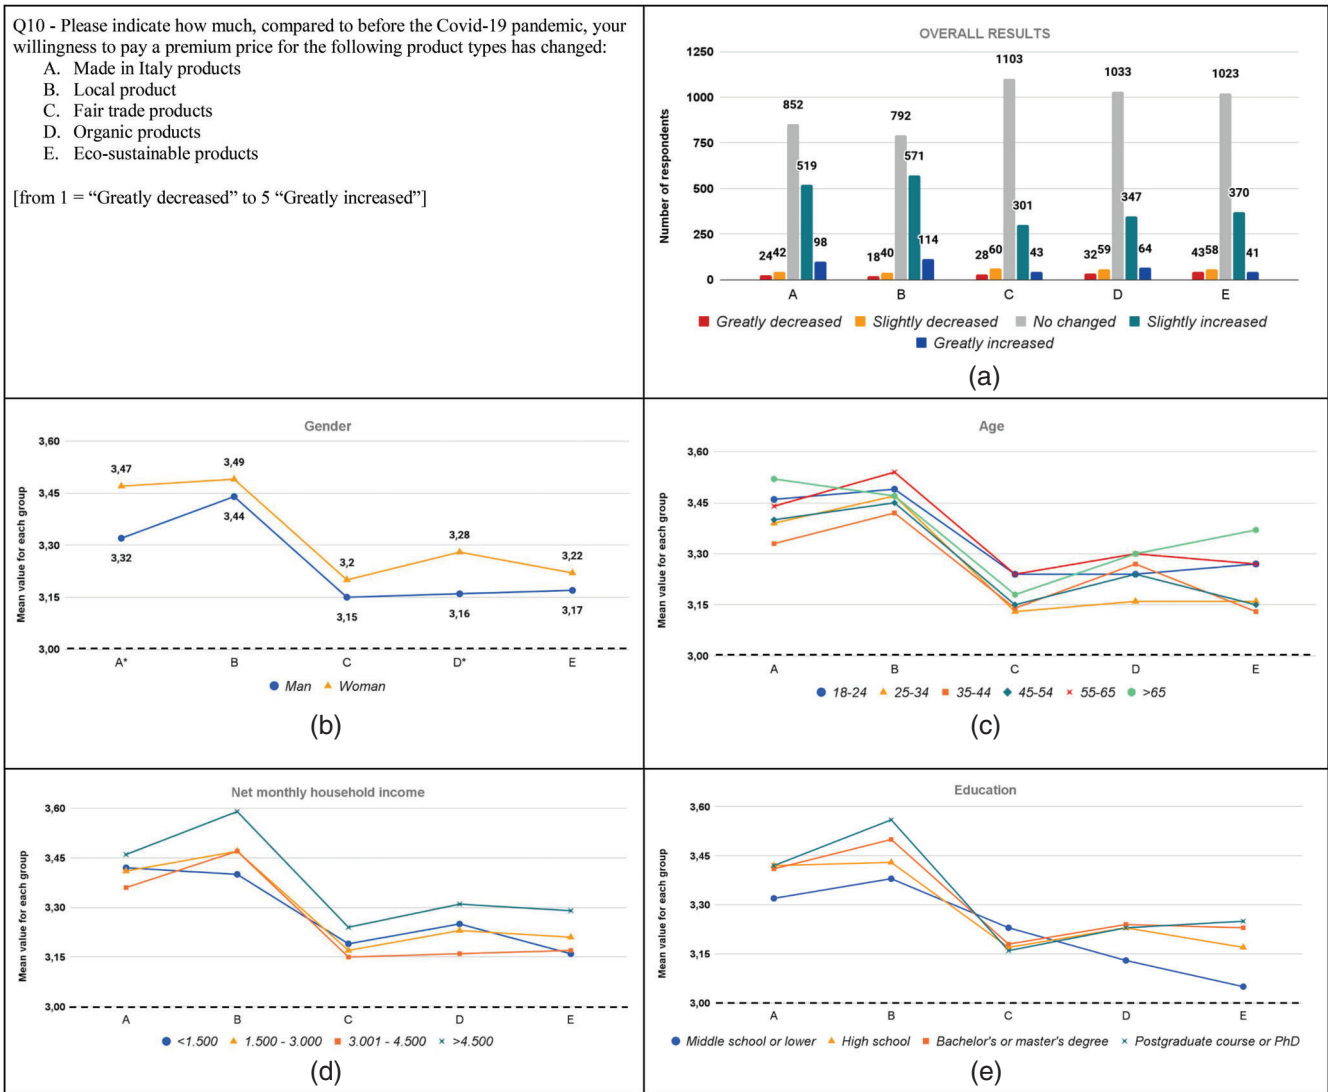 Q10 - Please indicate how much, compared to before the Covid-19 pandemic, your
willingness to pay a premium price for the following product types has changed:
A. Made in Italy products
B. Local product
C. Fair trade products
D. Organic products
E. Eco-sustainable products
[from 1 = “Greatly decreased” to 5 “Greatly increased”]
OVERALL RESULTS
Number of respondents
1250
1000
750
500
250
0
24 42 852 519 98
18 40 792 571 114
28 60 1103 301 43
32 59 1033 347 64
43 58 1023 370 41
A B C D E
Greatly decreased Slightly decreased No changed Slightly increased
Greatly increased
(a)
Gender
Mean value for each group
3,60
3,45
3,30
3,15
3,00
3,47 3,49 3,2 3,28 3,22
3,32 3,44 3,15 3,16 3,17
A* B C D* E
Man Woman
(b)
Age
Mean value for each group
3,60
3,45
3,30
3,15
3,00
A B C D E
18-24 25-34 35-44 45-54 55-65 >65
(c)
Net monthly household income
Mean value for each group
3,60
3,45
3,30
3,15
3,00
A B C D E
<1.500 1.500 - 3.000 3.001 - 4.500 >4.500
(d)
Education
Mean value for each group
3,60
3,45
3,30
3,15
3,00
A B C D E
Middle school or lower High school Bachelor's or master's degree Postgraduate course or PhD
(e)